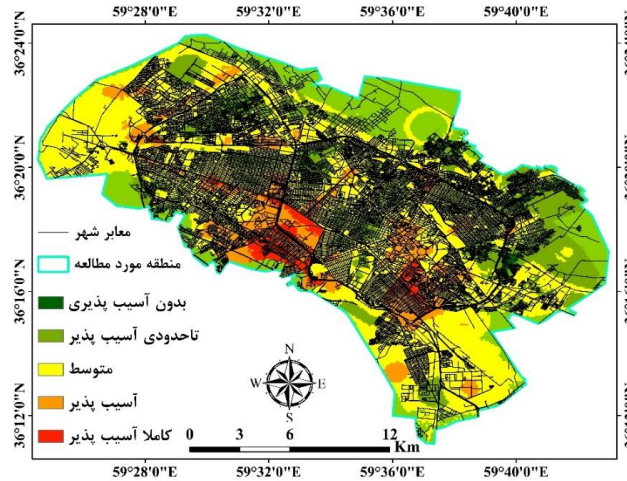 59°28'0"E 59°32'0"E 59°36'0"E 59°40'0"E
36°24'0"N
36°20'0"N
36°16'0"N
36°12'0"N
معابر شهر
منطقه مورد مطالعه
بدون آسیب پذیری
تاحدودی آسیب پذیر
متوسط
آسیب پذیر
کاملا آسیب پذیر
N
W E
S
0 3 6 12
Km
59°28'0"E 59°32'0"E 59°36'0"E 59°40'0"E